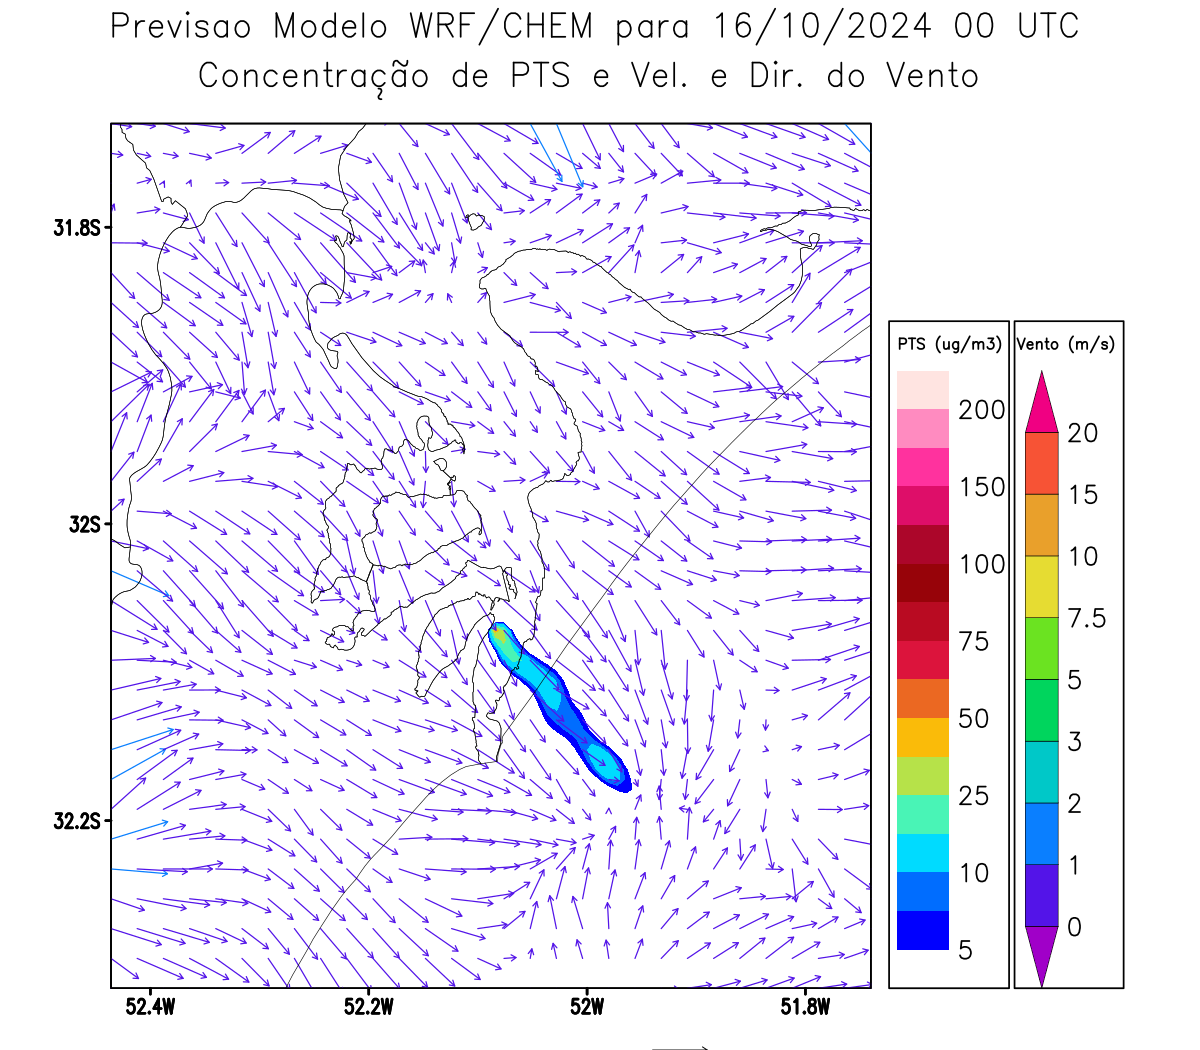 Previsao Modelo WRF/CHEM para 16/10/2024 00 UTC
Concentração de PTS e Vel. e Dir. do Vento
31.8S
32S
32.2S
52.4W
52.2W
52W
51.8W
PTS (ug/m3)
200
150
100
75
50
25
10
5
Vento (m/s)
20
15
10
7.5
5
3
2
1
0